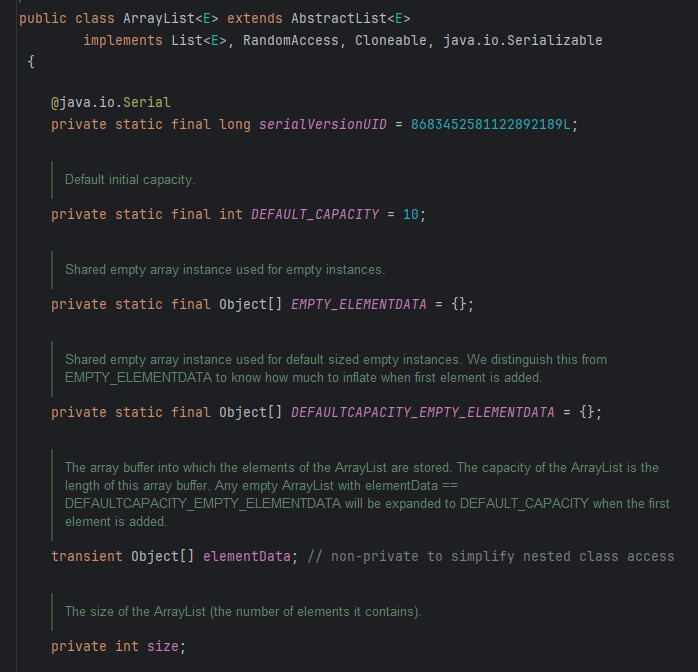 public class ArrayList<E> extends AbstractList<E>
        implements List<E>, RandomAccess, Cloneable, java.io.Serializable
{
    @java.io.Serial
    private static final long serialVersionUID = 8683452581122892189L;
    Default initial capacity.
    private static final int DEFAULT_CAPACITY = 10;
    Shared empty array instance used for empty instances.
    private static final Object[] EMPTY_ELEMENTDATA = {};
    Shared empty array instance used for default sized empty instances. We distinguish this from
    EMPTY_ELEMENTDATA to know how much to inflate when first element is added.
    private static final Object[] DEFAULTCAPACITY_EMPTY_ELEMENTDATA = {};
    The array buffer into which the elements of the ArrayList are stored. The capacity of the ArrayList is the
    length of this array buffer. Any empty ArrayList with elementData ==
    DEFAULTCAPACITY_EMPTY_ELEMENTDATA will be expanded to DEFAULT_CAPACITY when the first
    element is added.
    transient Object[] elementData; // non-private to simplify nested class access
    The size of the ArrayList (the number of elements it contains).
    private int size;